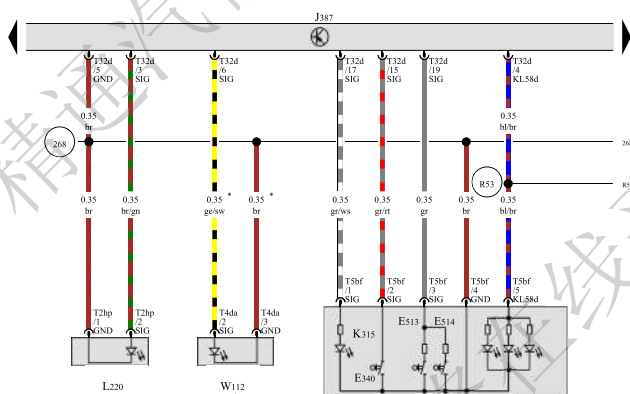 J387
T32d
/5
GND
T32d
/3
SIG
T32d
/6
SIG
T32d
/17
SIG
T32d
/15
SIG
T32d
/19
SIG
T32d
/4
KL58d
0.35
br
0.35
bl/br
268
268
R53
R5
0.35
br
0.35
br/gn
0.35 *
ge/sw
0.35 *
br
0.35
gr/ws
0.35
gr/rt
0.35
gr
0.35
br
0.35
bl/br
T2hp
/1
GND
T2hp
/2
SIG
T4da
/2
SIG
T4da
/3
GND
T5bf
/1
SIG
T5bf
/2
SIG
T5bf
/3
SIG
T5bf
/4
GND
T5bf
/5
KL58d
K315
E513
E514
E340
L220
W112